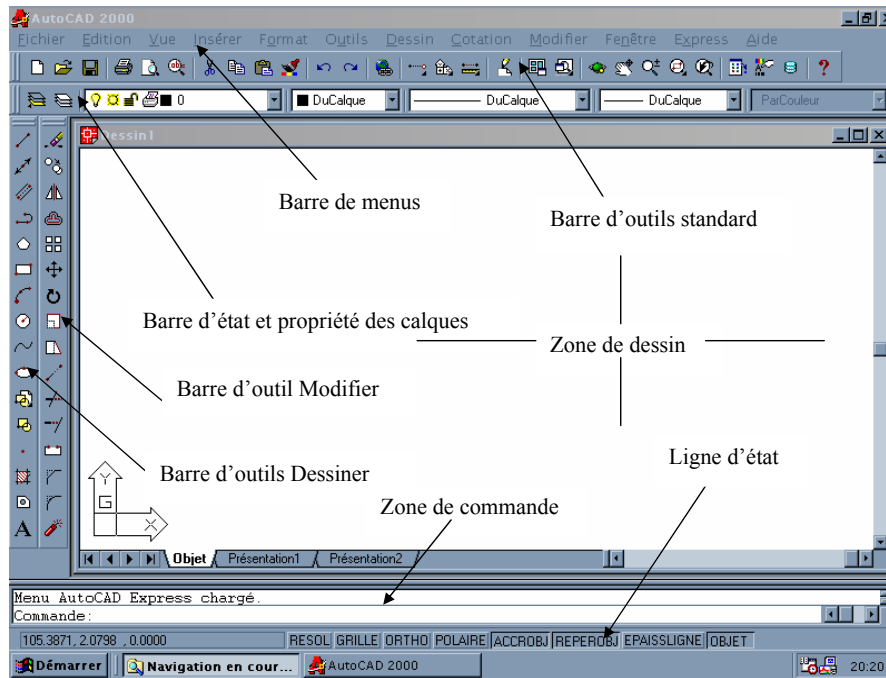 AutoCAD 2000
Fichier Edition Vue Insérer Format Outils Dessin Cotation Modifier Fenêtre Express Aide
0 DuCalque DuCalque DuCalque ParCouleur
Dessin1
Barre de menus
Barre d'outils standard
Barre d'état et propriété des calques
Zone de dessin
Barre d'outil Modifier
Ligne d'état
Barre d'outils Dessiner
Zone de commande
Y
G
X
A
Objet Présentation1 Présentation2
Menu AutoCAD Express chargé.
Commande:
105.3871, 2.0798 , 0.0000 RESOL GRILLE ORTHO POLAIRE ACCROBJ REPEROBJ EPAISSLIGNE OBJET
Démarrer Navigation en cour... AutoCAD 2000 20:20